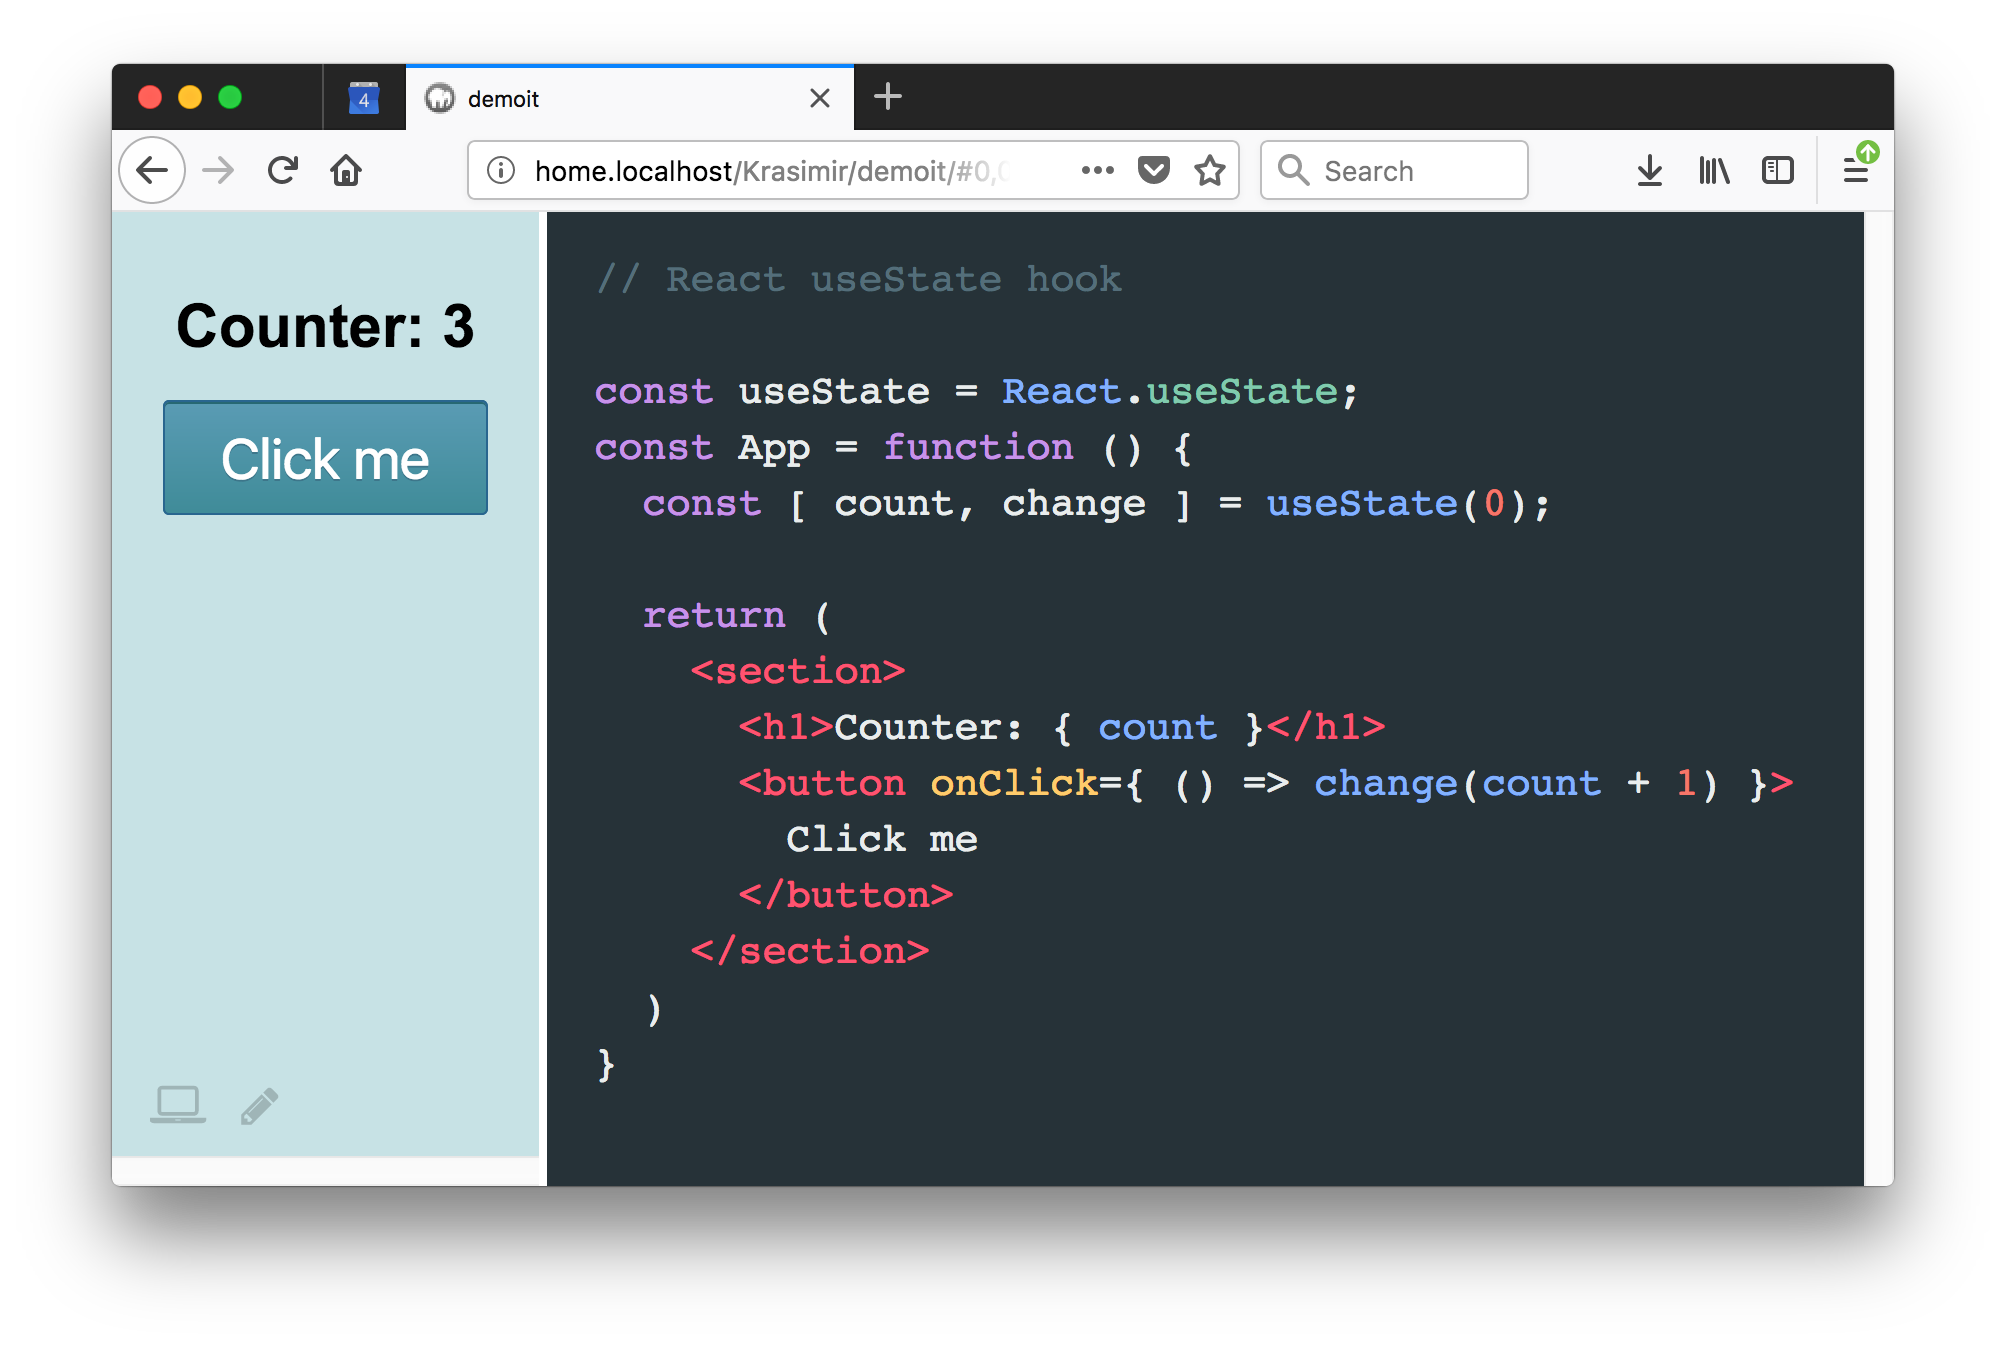 4
demoit
home.localhost/Krasimir/demoit/#0,
Search
Counter: 3
Click me
// React useState hook
const useState = React.useState;
const App = function () {
  const [ count, change ] = useState(0);
  return (
    <section>
      <h1>Counter: { count }</h1>
      <button onClick={ () => change(count + 1) }>
        Click me
      </button>
    </section>
  )
}